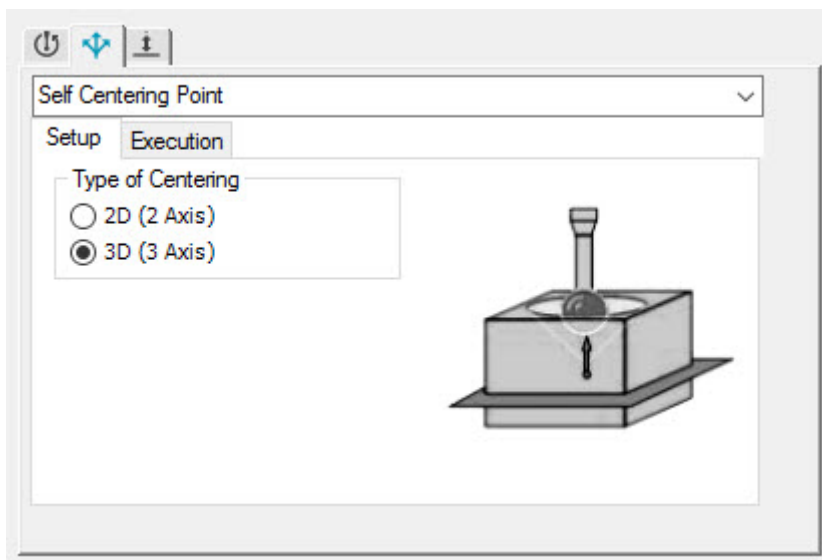 Self Centering Point
Setup Execution
Type of Centering
2D (2 Axis)
3D (3 Axis)